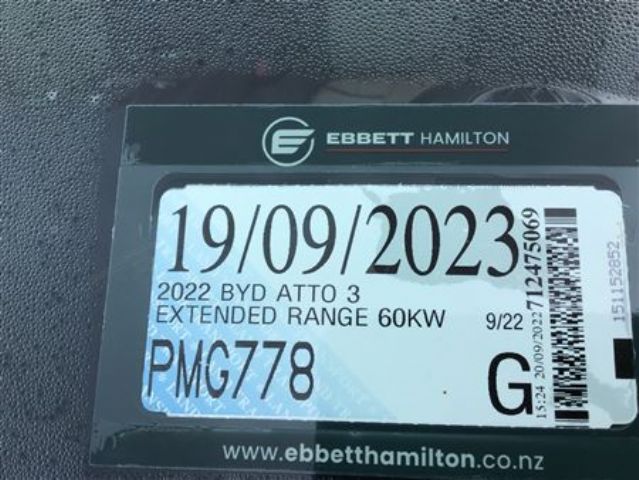 EBBETT HAMILTON
19/09/2023
2022 BYD ATTO 3
EXTENDED RANGE 60KW 9/22
PMG778 G
15:24 20/09/2022 712475069
151152852
www.ebbetthamilton.co.nz